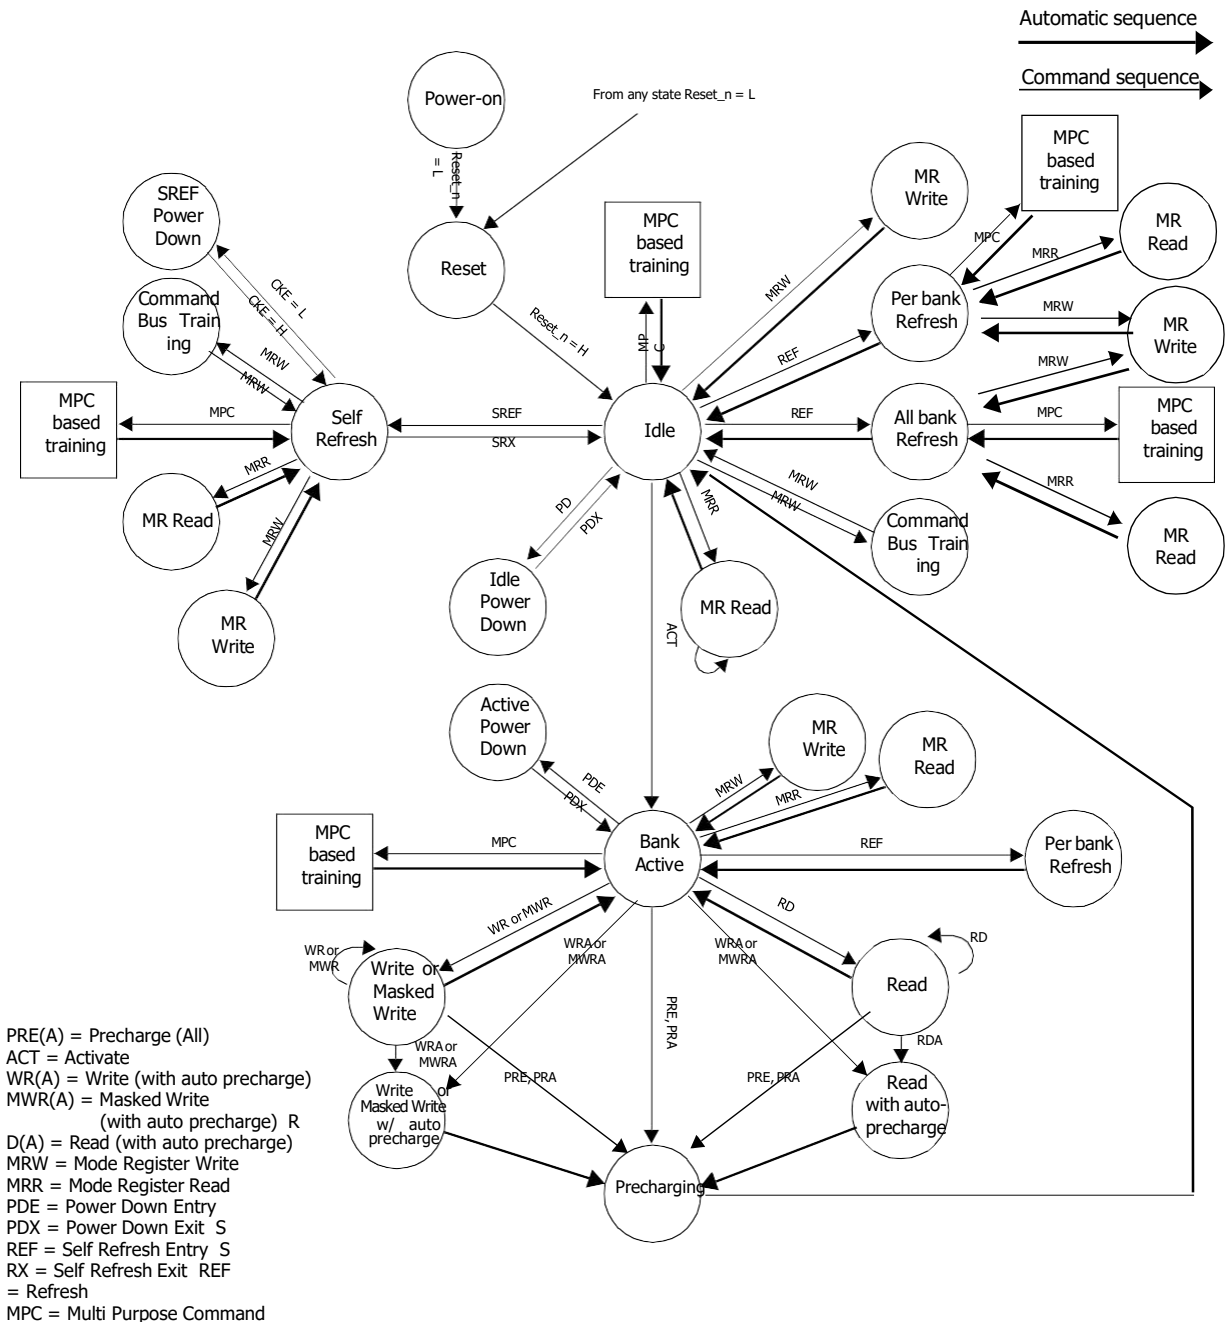 Automatic sequence
Command sequence
Power-on
From any state Reset_n = L
Reset_n
= L
MPC
based
training
MR
Write
SREF
Power
Down
MPC
based
training
MR
Read
Reset
MPC
MRR
MRW
CKE = L
CKE = H
Command
Bus Train
ing
Reset_n = H
Per bank
Refresh
MRW
MR
Write
MP
C
REF
MRW
MRW
MRW
MPC
based
training
MPC
Self
Refresh
SREF
SRX
Idle
REF
All bank
Refresh
MPC
MPC
based
training
MRR
MR Read
MRW
PD
PDX
MRR
MRW
MRW
Command
Bus Train
ing
MRR
MR
Read
MR
Write
Idle
Power
Down
MR Read
ACT
Active
Power
Down
MR
Write
MR
Read
PDE
PDX
MRW
MRR
MPC
based
training
MPC
Bank
Active
REF
Per bank
Refresh
WR or MWR
RD
WR or
MWR
WRA or
MWRA
WRA or
MWRA
RD
Write or
Masked
Write
Read
PRE, PRA
WRA or
MWRA
RDA
PRE, PRA
PRE, PRA
Write or
Masked Write
w/ auto
precharge
Read
with auto-
precharge
Precharging
PRE(A) = Precharge (All)
ACT = Activate
WR(A) = Write (with auto precharge)
MWR(A) = Masked Write
(with auto precharge) R
D(A) = Read (with auto precharge)
MRW = Mode Register Write
MRR = Mode Register Read
PDE = Power Down Entry
PDX = Power Down Exit S
REF = Self Refresh Entry S
RX = Self Refresh Exit REF
= Refresh
MPC = Multi Purpose Command